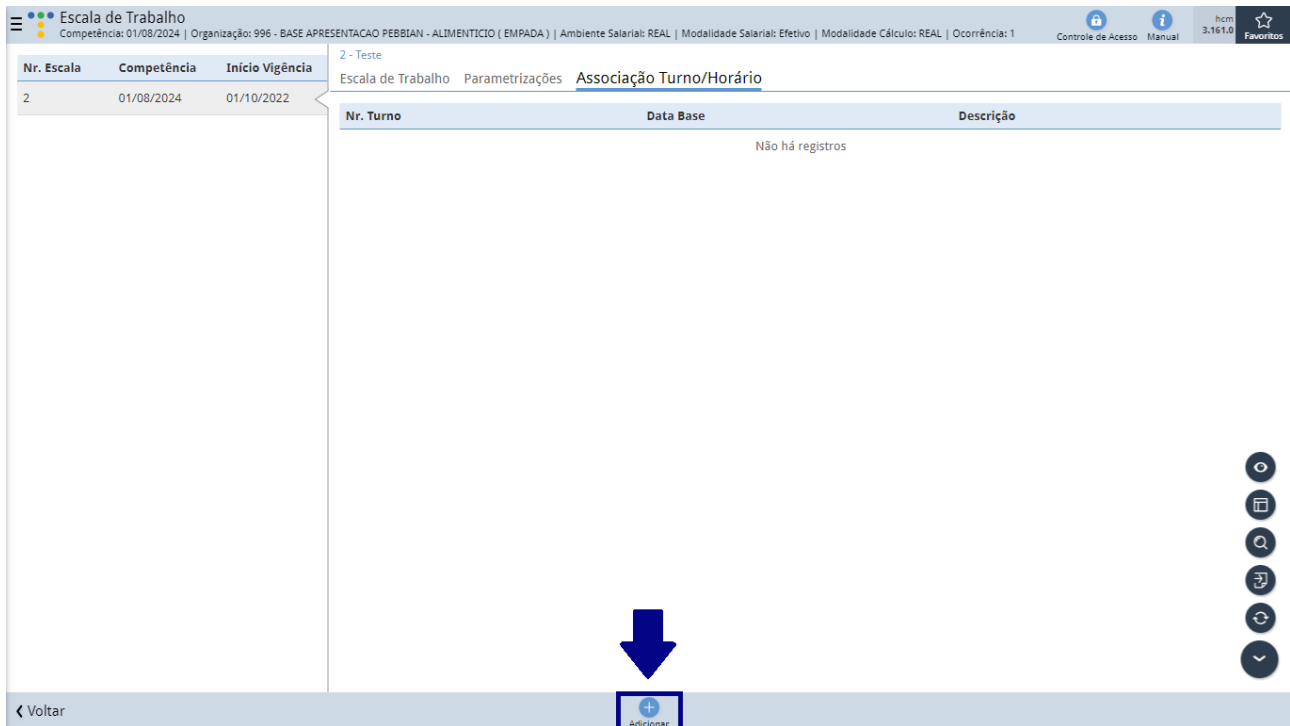 Escala de Trabalho
Competência: 01/08/2024 | Organização: 996 - BASE APRESENTACAO PEBBIAN - ALIMENTICIO ( EMPADA ) | Ambiente Salarial: REAL | Modalidade Salarial: Efetivo | Modalidade Cálculo: REAL | Ocorrência: 1
Controle de Acesso
Manual
hcm
3.161.0
Favoritos
Nr. Escala Competência Início Vigência
2 01/08/2024 01/10/2022
2 - Teste
Escala de Trabalho Parametrizações Associação Turno/Horário
Nr. Turno Data Base Descrição
Não há registros
Voltar
Adicionar